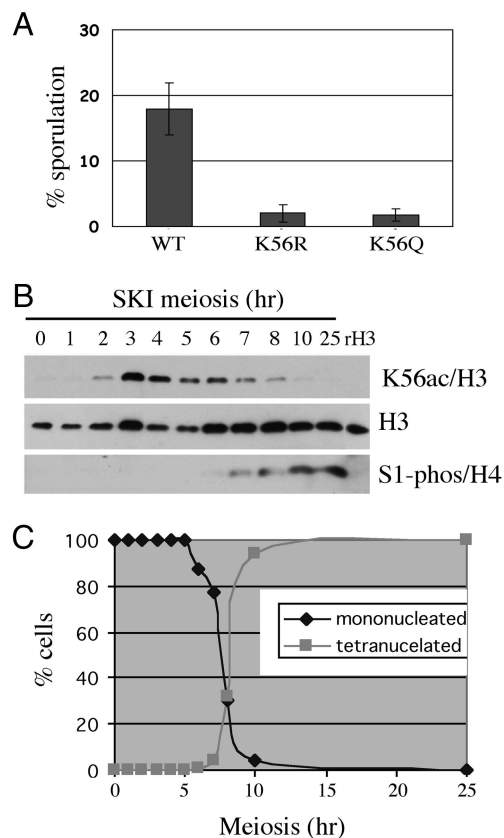 A
30
20
10
0
% sporulation
WT K56R K56Q
B
SKI meiosis (hr)
0 1 2 3 4 5 6 7 8 10 25 rH3
K56ac/H3
H3
S1-phos/H4
C
100
80
60
40
20
0
% cells
mononucleated
tetranucelated
0 5 10 15 20 25
Meiosis (hr)